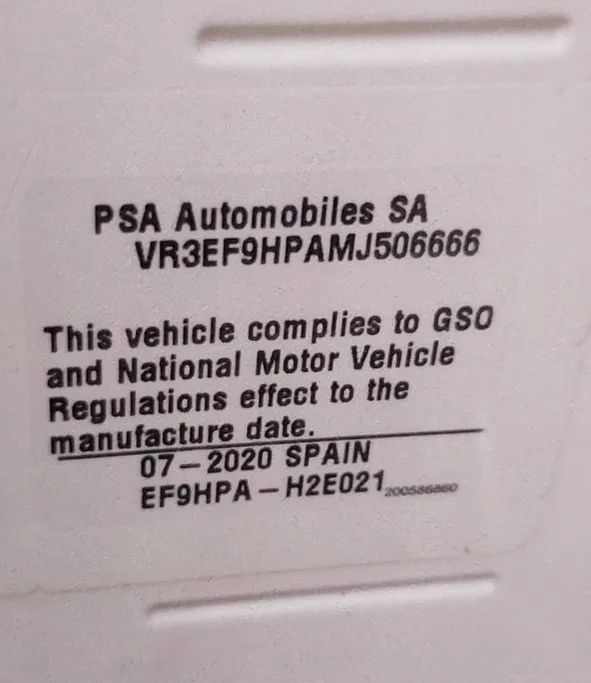 PSA Automobiles SA
VR3EF9HPAMJ506666
This vehicle complies to GSO
and National Motor Vehicle
Regulations effect to the
manufacture date.
07-2020 SPAIN
EF9HPA-H2E021